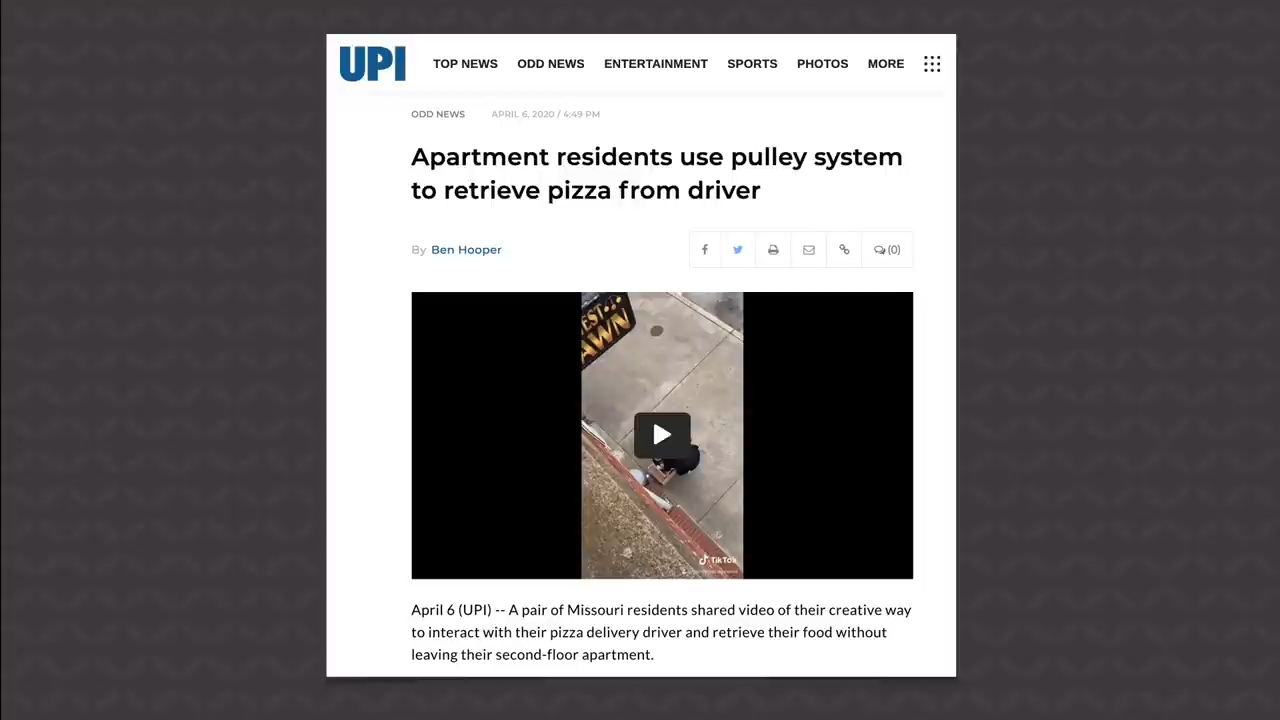 UPI
TOP NEWS ODD NEWS ENTERTAINMENT SPORTS PHOTOS MORE
ODD NEWS APRIL 6, 2020 / 4:49 PM
Apartment residents use pulley system
to retrieve pizza from driver
By Ben Hooper
(0)
EST...
AWN
TikTok
April 6 (UPI) -- A pair of Missouri residents shared video of their creative way
to interact with their pizza delivery driver and retrieve their food without
leaving their second-floor apartment.